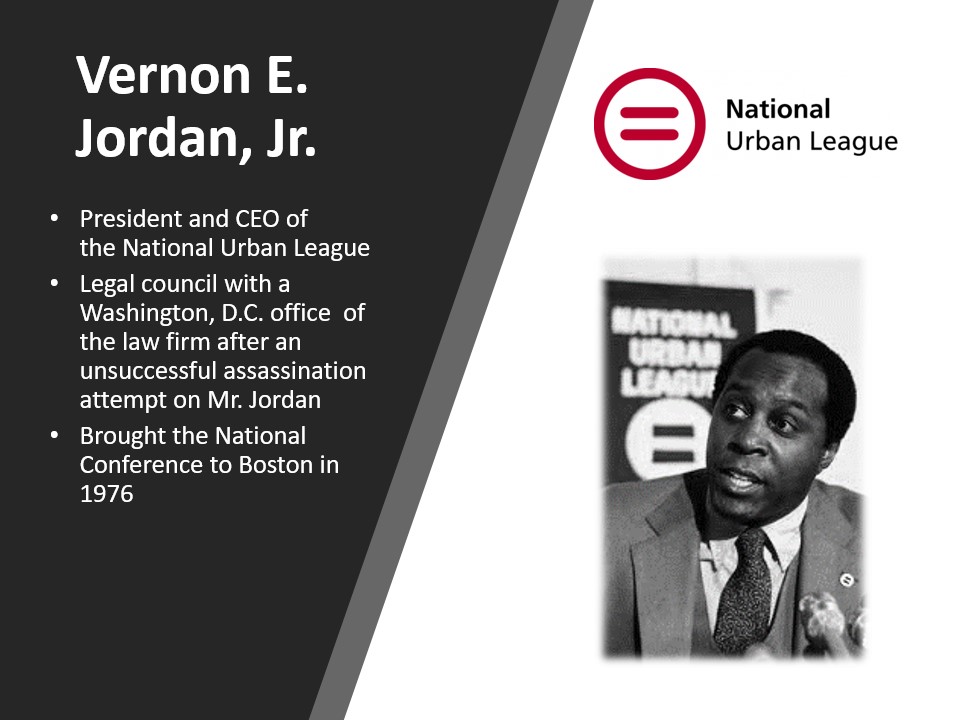 Vernon E.
Jordan, Jr.
• President and CEO of
the National Urban League
• Legal council with a
Washington, D.C. office  of
the law firm after an
unsuccessful assassination
attempt on Mr. Jordan
• Brought the National
Conference to Boston in
1976
National
Urban League
NATIONAL
URBAN
LEAGUE